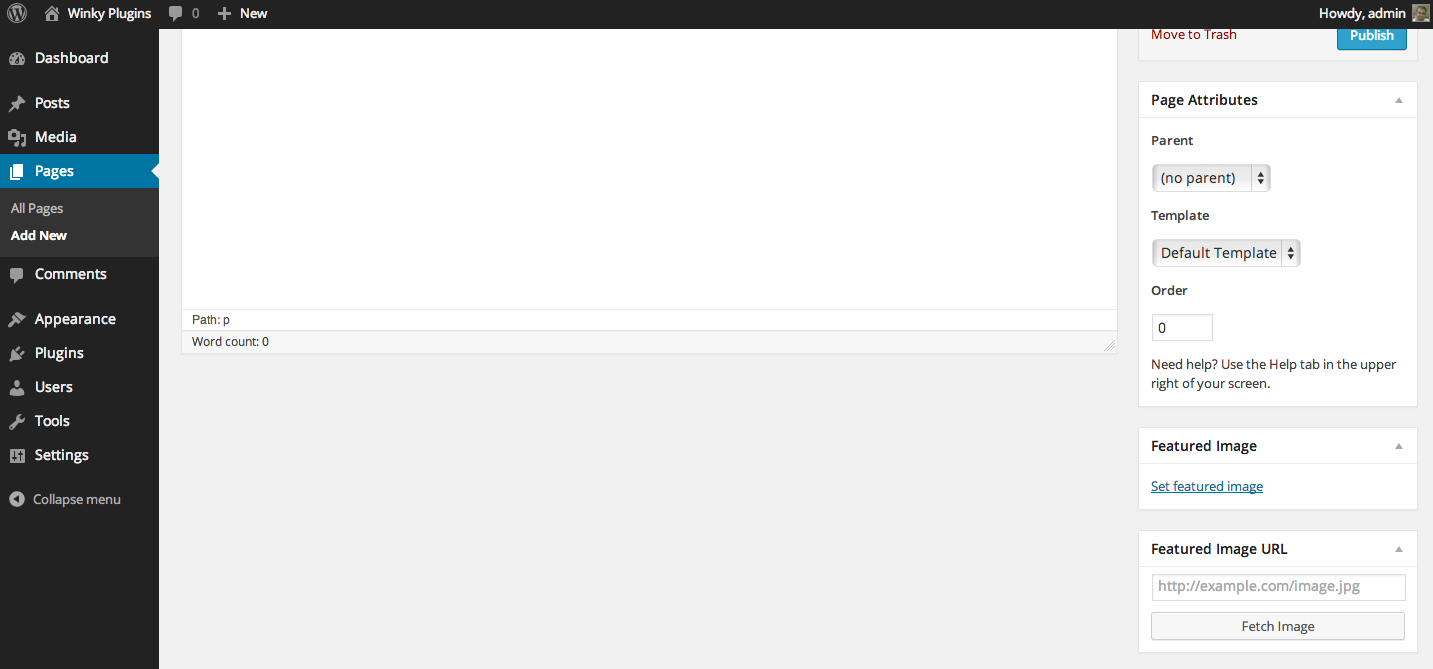 Winky Plugins 0 New Howdy, admin
Dashboard
Posts
Media
Pages
All Pages
Add New
Comments
Appearance
Plugins
Users
Tools
Settings
Collapse menu
Path: p
Word count: 0
Move to Trash Publish
Page Attributes
Parent
(no parent)
Template
Default Template
Order
0
Need help? Use the Help tab in the upper
right of your screen.
Featured Image
Set featured image
Featured Image URL
http://example.com/image.jpg
Fetch Image